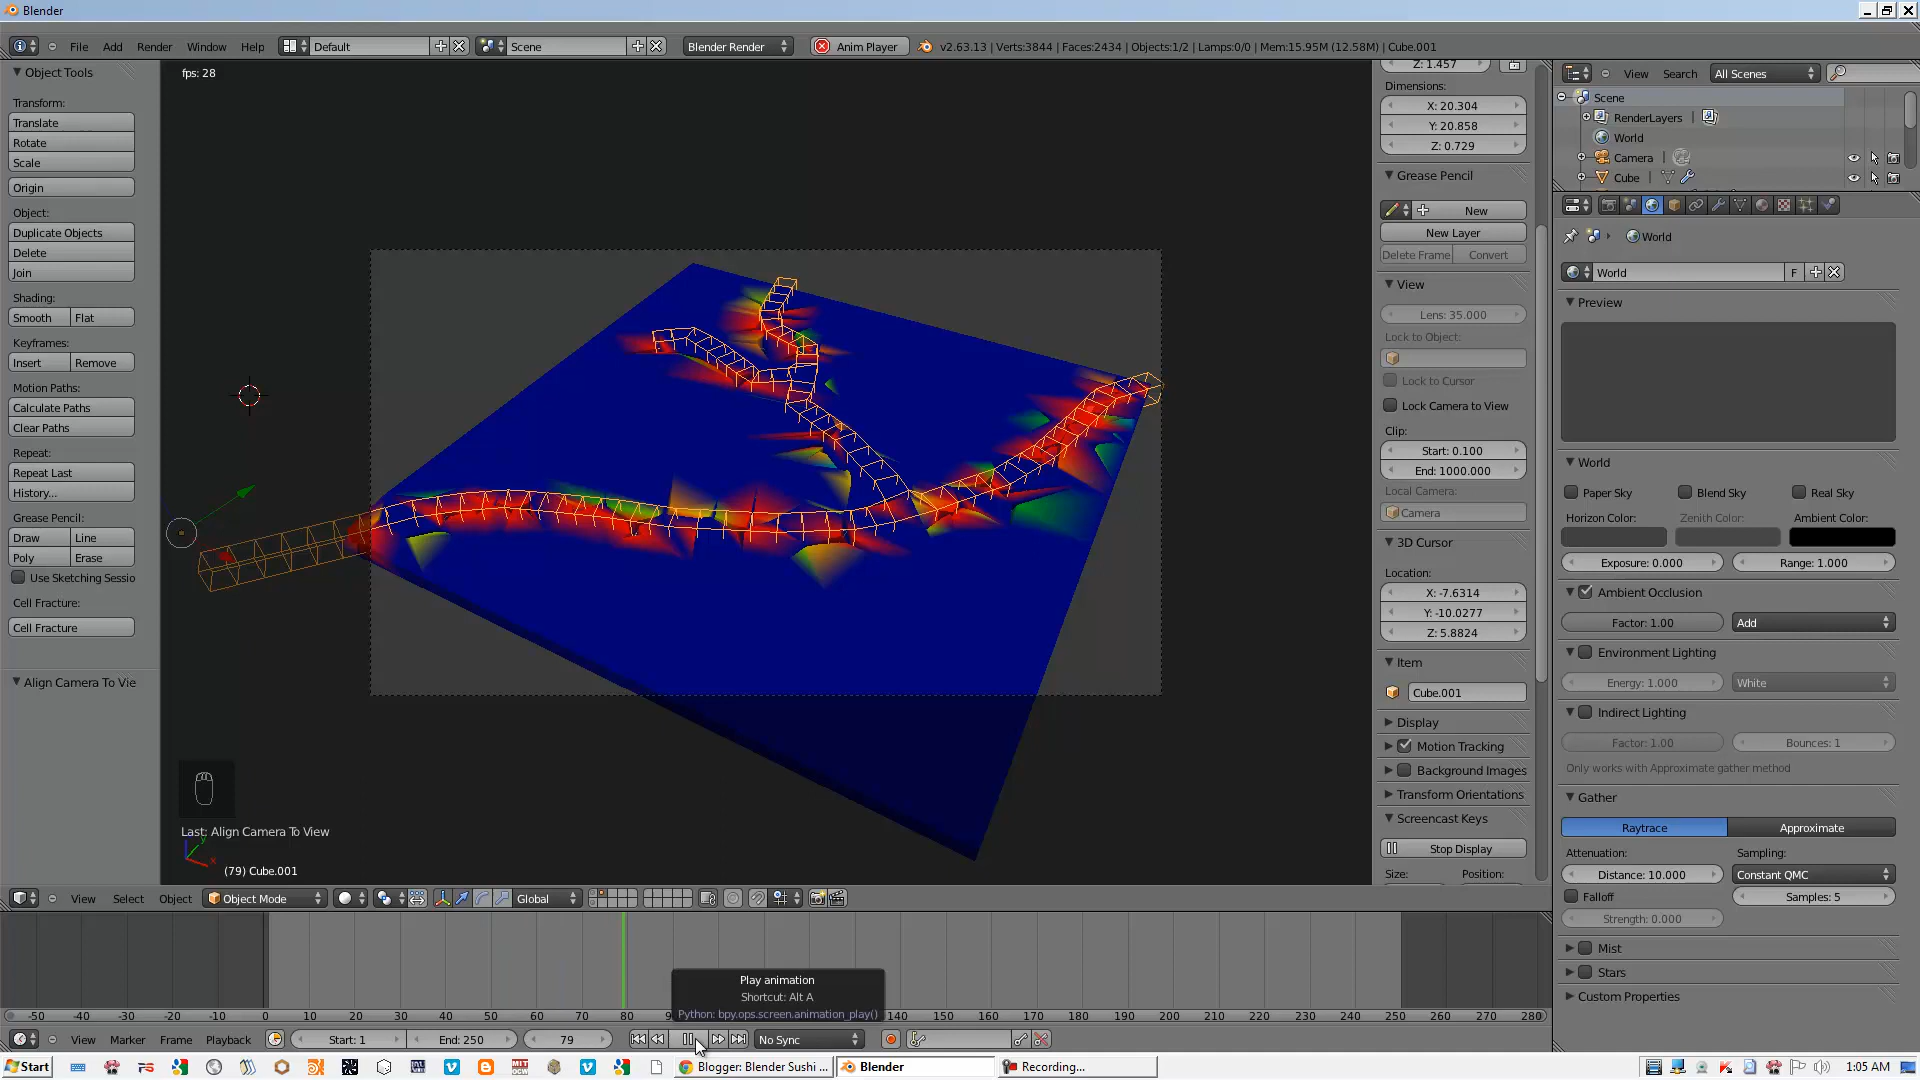 Blender
File Add Render Window Help Default Scene Blender Render Anim Player v2.63.13 | Verts:3844 | Faces:2434 | Objects:1/2 | Lamps:0/0 | Mem:15.95M (12.58M) | Cube.001
Object Tools
Transform:
Translate
Rotate
Scale
Origin
Object:
Duplicate Objects
Delete
Join
Shading:
Smooth Flat
Keyframes:
Insert Remove
Motion Paths:
Calculate Paths
Clear Paths
Repeat:
Repeat Last
History...
Grease Pencil:
Draw Line
Poly Erase
Use Sketching Sessio
Cell Fracture:
Cell Fracture
Align Camera To Vie
fps: 28
Last: Align Camera To View
y
x
(79) Cube.001
Z: 1.457
Dimensions:
X: 20.304
Y: 20.858
Z: 0.729
Grease Pencil
New
New Layer
Delete Frame Convert
View
Lens: 35.000
Lock to Object:
Lock to Cursor
Lock Camera to View
Clip:
Start: 0.100
End: 1000.000
Local Camera:
Camera
3D Cursor
Location:
X: -7.6314
Y: -10.0277
Z: 5.8824
Item
Cube.001
Display
Motion Tracking
Background Images
Transform Orientations
Screencast Keys
Stop Display
Size: Position:
View Search All Scenes
Scene
RenderLayers |
World
Camera |
Cube |
World
World F
Preview
World
Paper Sky Blend Sky Real Sky
Horizon Color: Zenith Color: Ambient Color:
Exposure: 0.000 Range: 1.000
Ambient Occlusion
Factor: 1.00 Add
Environment Lighting
Energy: 1.000 White
Indirect Lighting
Factor: 1.00 Bounces: 1
Only works with Approximate gather method
Gather
Raytrace Approximate
Attenuation: Sampling:
Distance: 10.000 Constant QMC
Falloff Samples: 5
Strength: 0.000
Mist
Stars
Custom Properties
View Select Object Object Mode Global
Play animation
Shortcut: Alt A
Python: bpy.ops.screen.animation_play()
-50 -40 -30 -20 -10 0 10 20 30 40 50 60 70 80 9 140 150 160 170 180 190 200 210 220 230 240 250 260 270 280
View Marker Frame Playback Start: 1 End: 250 79 No Sync
Start Blogger: Blender Sushi ... Blender Recording... 1:05 AM